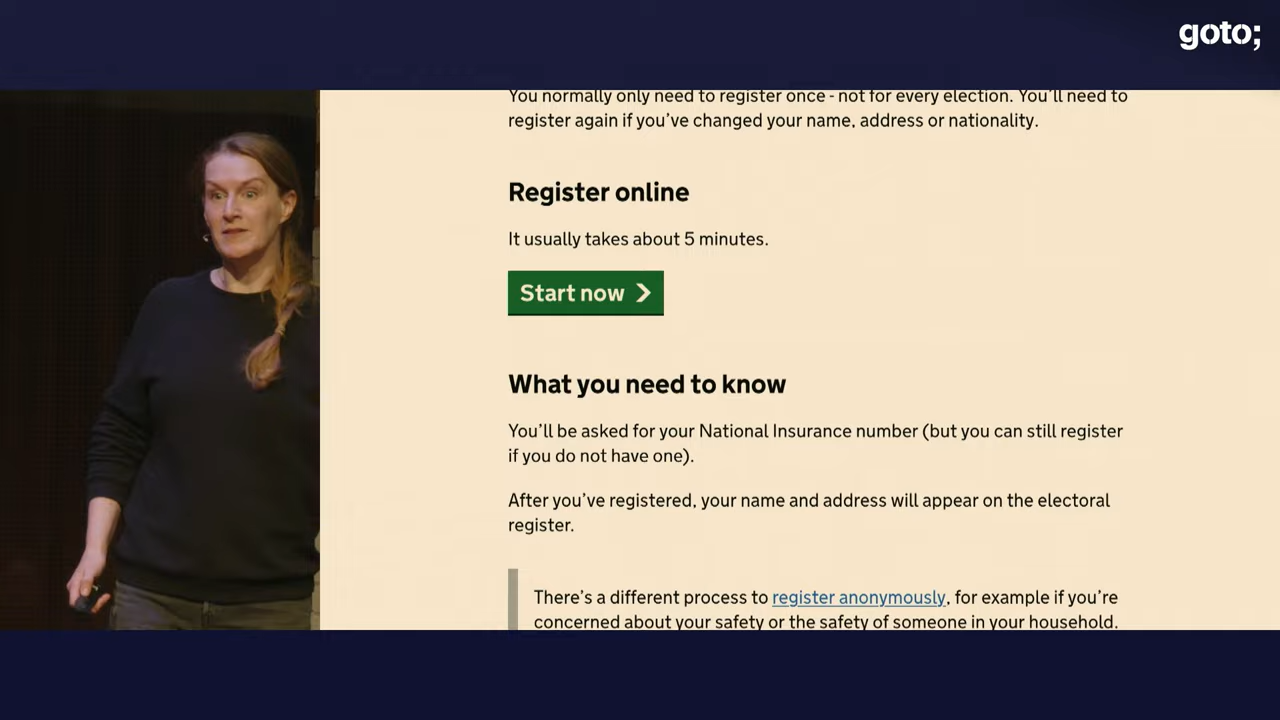 goto;
You normally only need to register once - not for every election. You'll need to
register again if you've changed your name, address or nationality.
Register online
It usually takes about 5 minutes.
Start now
What you need to know
You'll be asked for your National Insurance number (but you can still register
if you do not have one).
After you've registered, your name and address will appear on the electoral
register.
There's a different process to register anonymously, for example if you're
concerned about your safety or the safety of someone in your household.